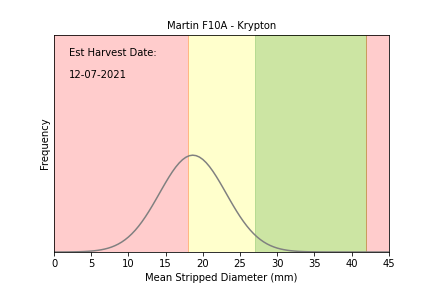 Martin F10A - Krypton
Est Harvest Date:
12-07-2021
Frequency
0 5 10 15 20 25 30 35 40 45
Mean Stripped Diameter (mm)